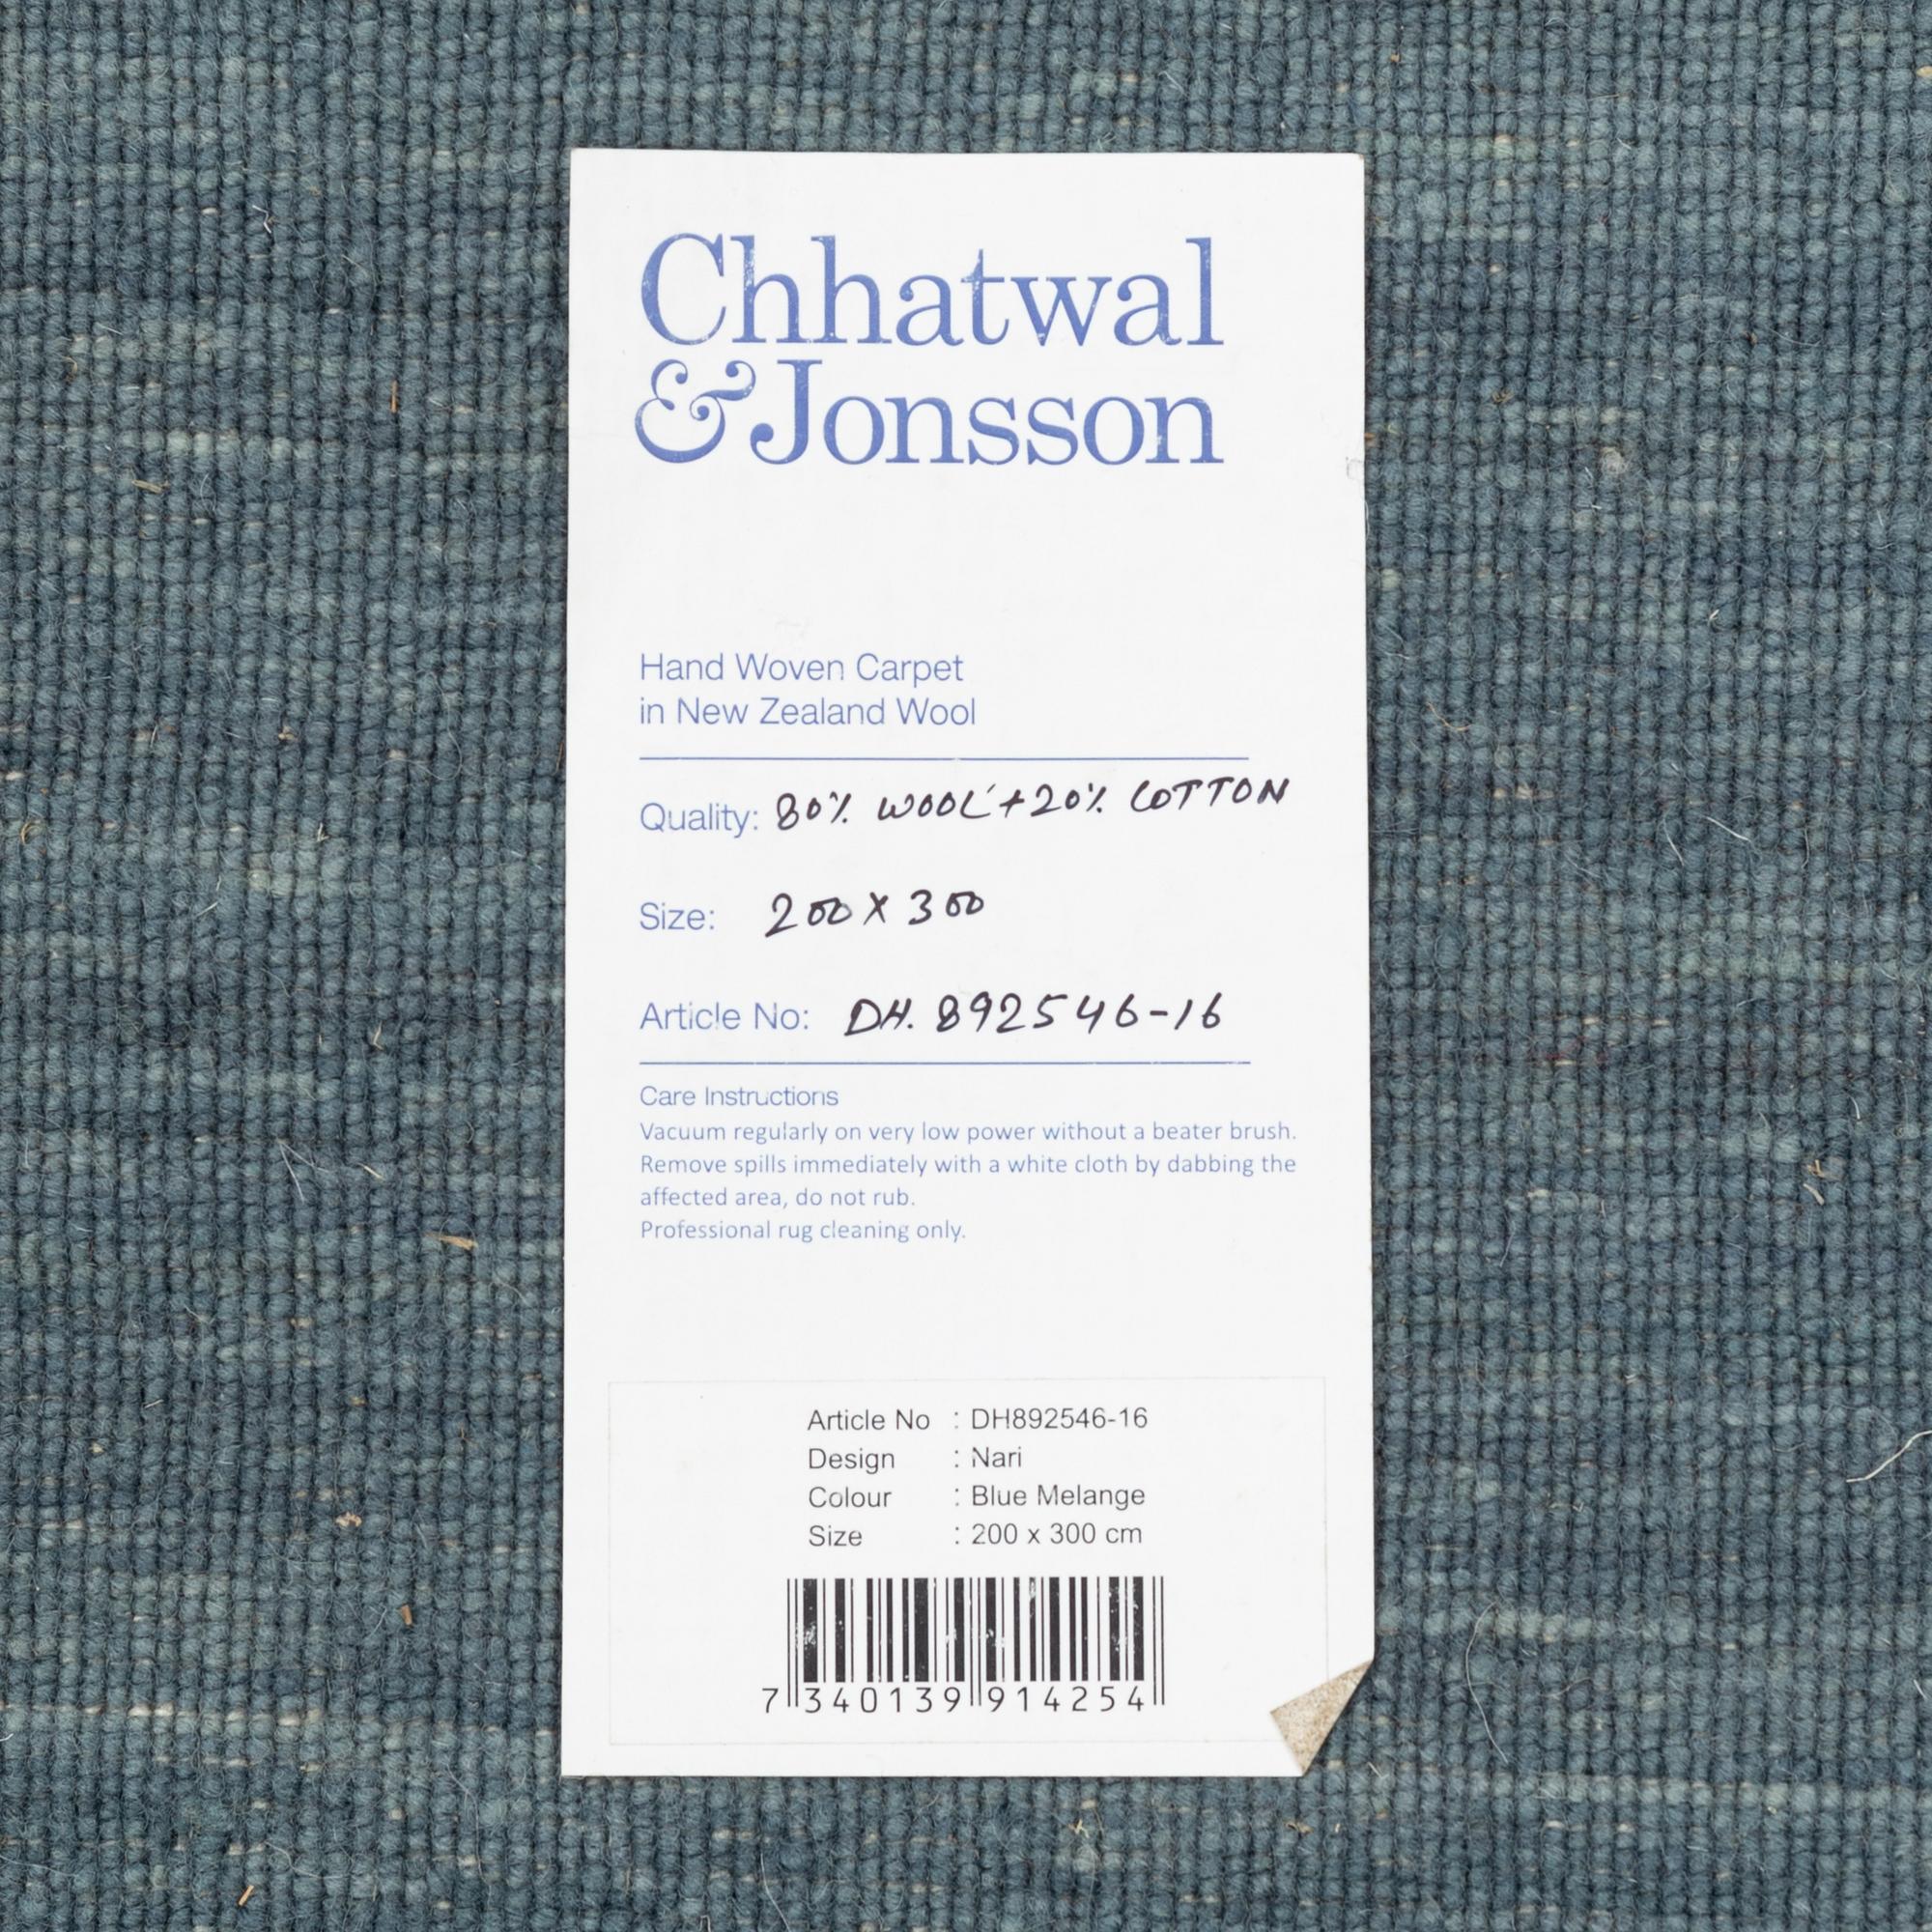 Chhatwal
& Jonsson
Hand Woven Carpet
in New Zealand Wool
Quality: 80% WOOL + 20% COTTON
Size: 200 X 300
Article No: DH. 892546-16
Care Instructions
Vacuum regularly on very low power without a beater brush.
Remove spills immediately with a white cloth by dabbing the
affected area, do not rub.
Professional rug cleaning only.
Article No : DH892546-16
Design : Nari
Colour : Blue Melange
Size : 200 x 300 cm
7 340139 914254